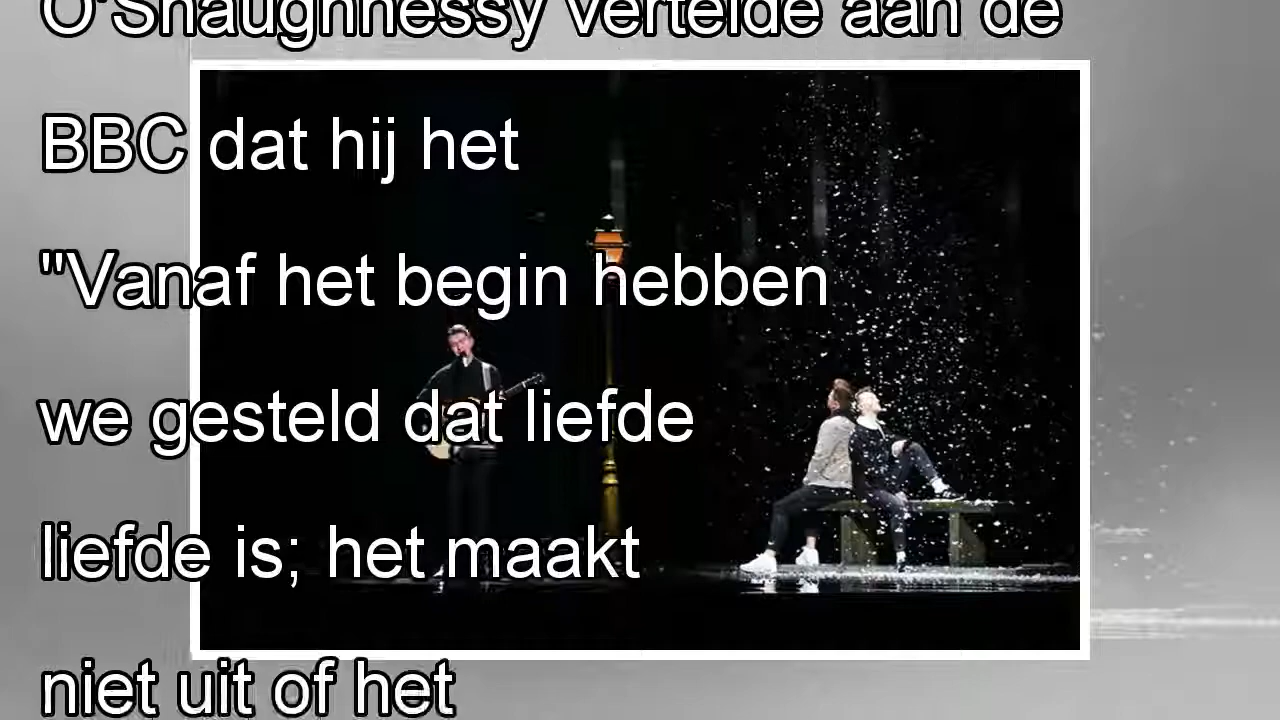 O'Shaughnessy vertelde aan de
BBC dat hij het
"Vanaf het begin hebben
we gesteld dat liefde
liefde is; het maakt
niet uit of het